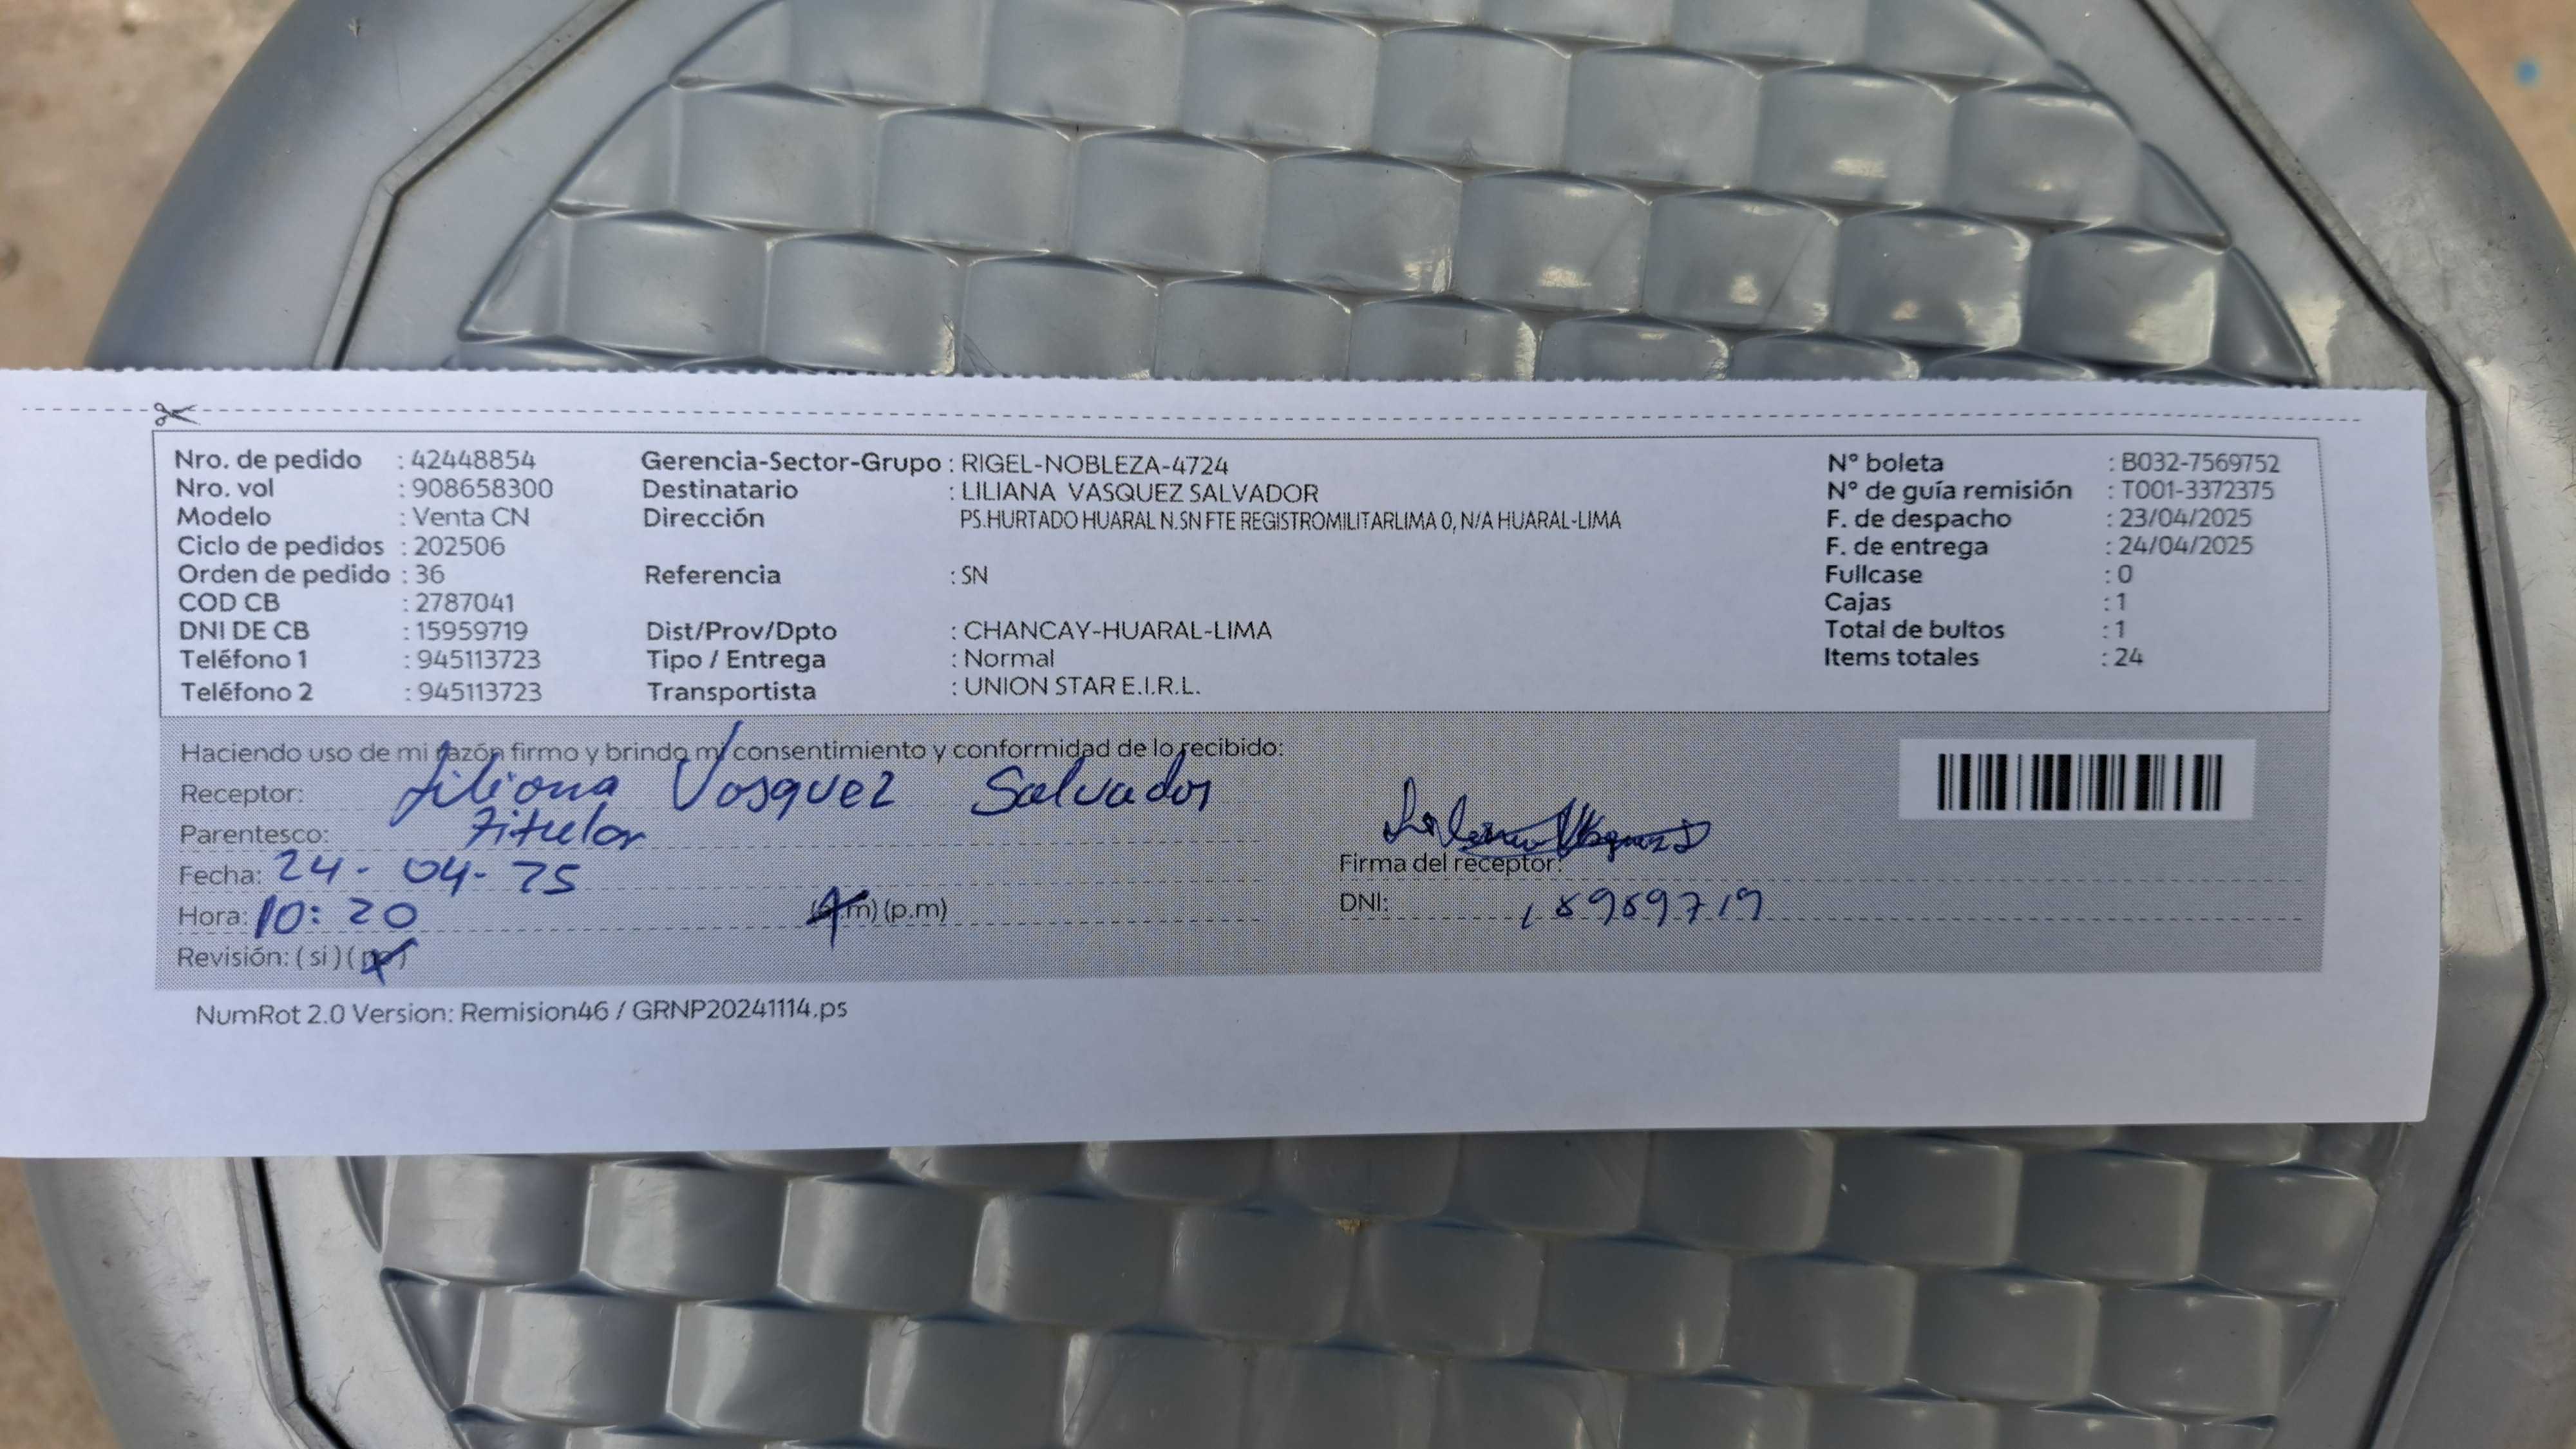 Nro. de pedido : 42448854
Nro. vol : 908658300
Modelo : Venta CN
Ciclo de pedidos : 202506
Orden de pedido : 36
COD CB : 2787041
DNI DE CB : 15959719
Teléfono 1 : 945113723
Teléfono 2 : 945113723
Gerencia-Sector-Grupo : RIGEL-NOBLEZA-4724
Destinatario : LILIANA VASQUEZ SALVADOR
Dirección PS.HURTADO HUARAL N.SN FTE REGISTROMILITARLIMA 0, N/A HUARAL-LIMA
Referencia : SN
Dist/Prov/Dpto : CHANCAY-HUARAL-LIMA
Tipo / Entrega : Normal
Transportista : UNION STAR E.I.R.L.
N° boleta : B032-7569752
N° de guía remisión : T001-3372375
F. de despacho : 23/04/2025
F. de entrega : 24/04/2025
Fullcase : 0
Cajas : 1
Total de bultos : 1
Items totales : 24
Haciendo uso de mi razón firmo y brindo mi consentimiento y conformidad de lo recibido:
Receptor: Liliana Vasquez Salvador
Parentesco: titular
Fecha: 24-04-25
Hora: 10:20 (a.m) (p.m)
Revisión: (si) (no)
Firma del receptor:
DNI: 15959719
NumRot 2.0 Version: Remision46 / GRNP20241114.ps